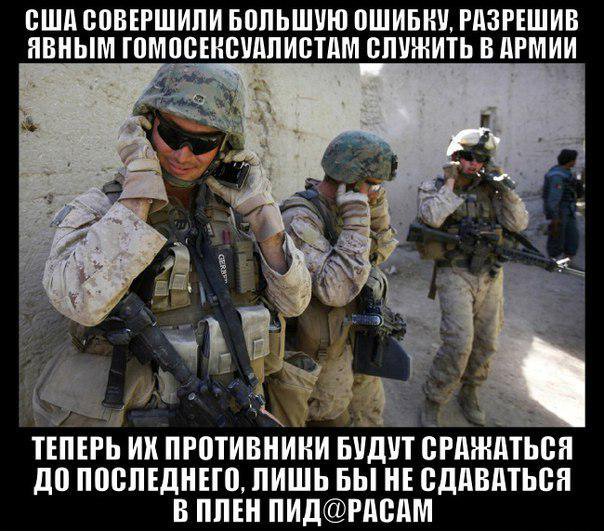 США СОВЕРШИЛИ БОЛЬШУЮ ОШИБКУ, РАЗРЕШИВ
ЯВНЫМ ГОМОСЕКСУАЛИСТАМ СЛУЖИТЬ В АРМИИ
GERBER
ТЕПЕРЬ ИХ ПРОТИВНИКИ БУДУТ СРАЖАТЬСЯ
ДО ПОСЛЕДНЕГО, ЛИШЬ БЫ НЕ СДАВАТЬСЯ
В ПЛЕН ПИД@РАСАМ